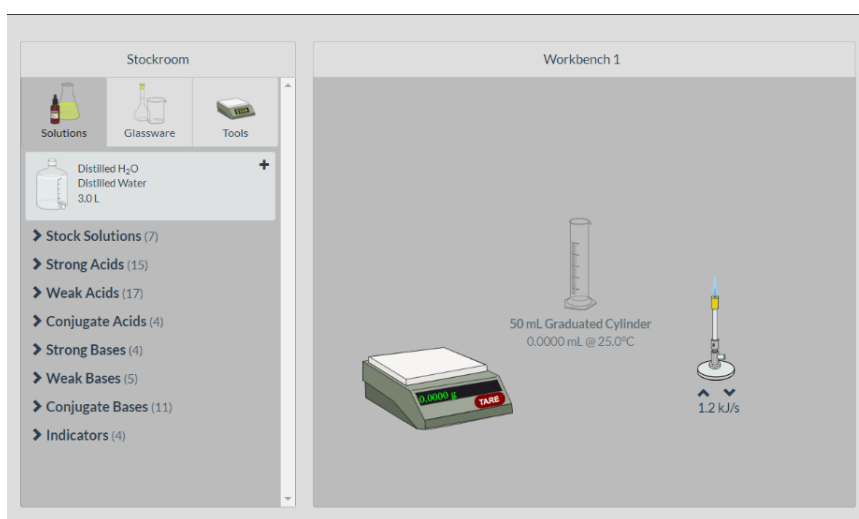 Stockroom
Workbench 1
Solutions
Glassware
Tools
Distilled H₂O
Distilled Water
3.0 L
+
Stock Solutions (7)
Strong Acids (15)
Weak Acids (17)
Conjugate Acids (4)
Strong Bases (4)
Weak Bases (5)
Conjugate Bases (11)
Indicators (4)
50 mL Graduated Cylinder
0.0000 mL @ 25.0°C
0.0000 g
TARE
1.2 kJ/s